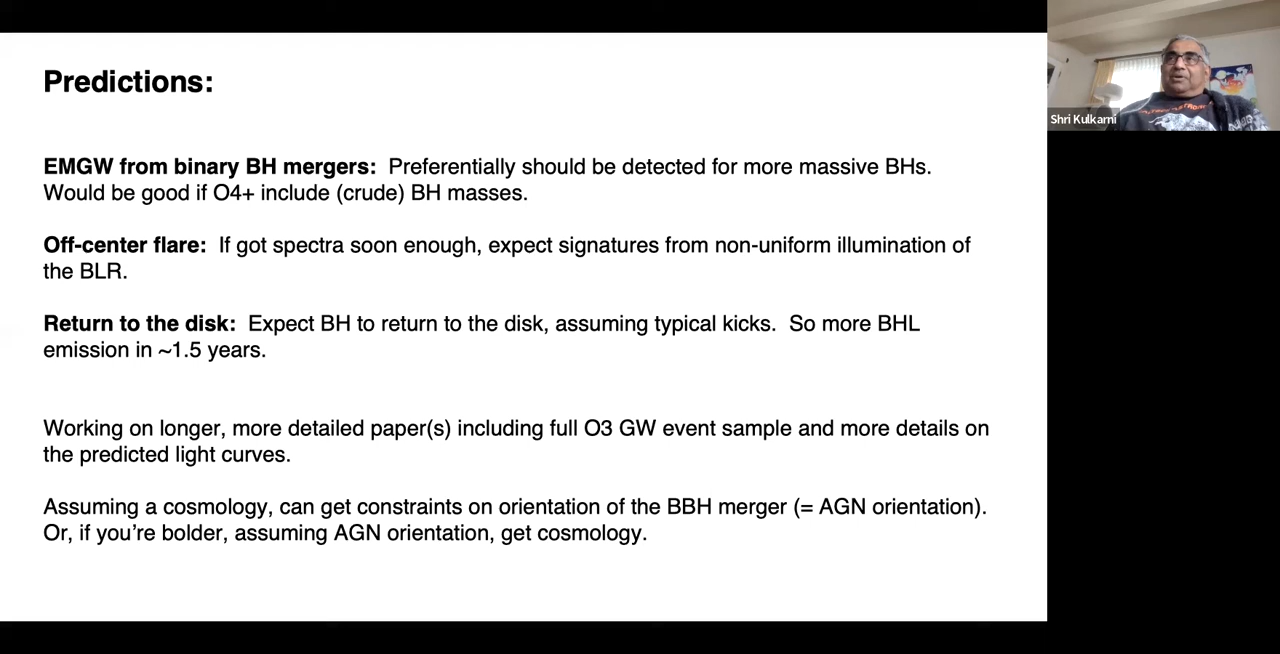 Predictions:
EMGW from binary BH mergers: Preferentially should be detected for more massive BHs.
Would be good if O4+ include (crude) BH masses.
Off-center flare: If got spectra soon enough, expect signatures from non-uniform illumination of
the BLR.
Return to the disk: Expect BH to return to the disk, assuming typical kicks. So more BHL
emission in ~1.5 years.
Working on longer, more detailed paper(s) including full O3 GW event sample and more details on
the predicted light curves.
Assuming a cosmology, can get constraints on orientation of the BBH merger (= AGN orientation).
Or, if you're bolder, assuming AGN orientation, get cosmology.
Shri Kulkarni